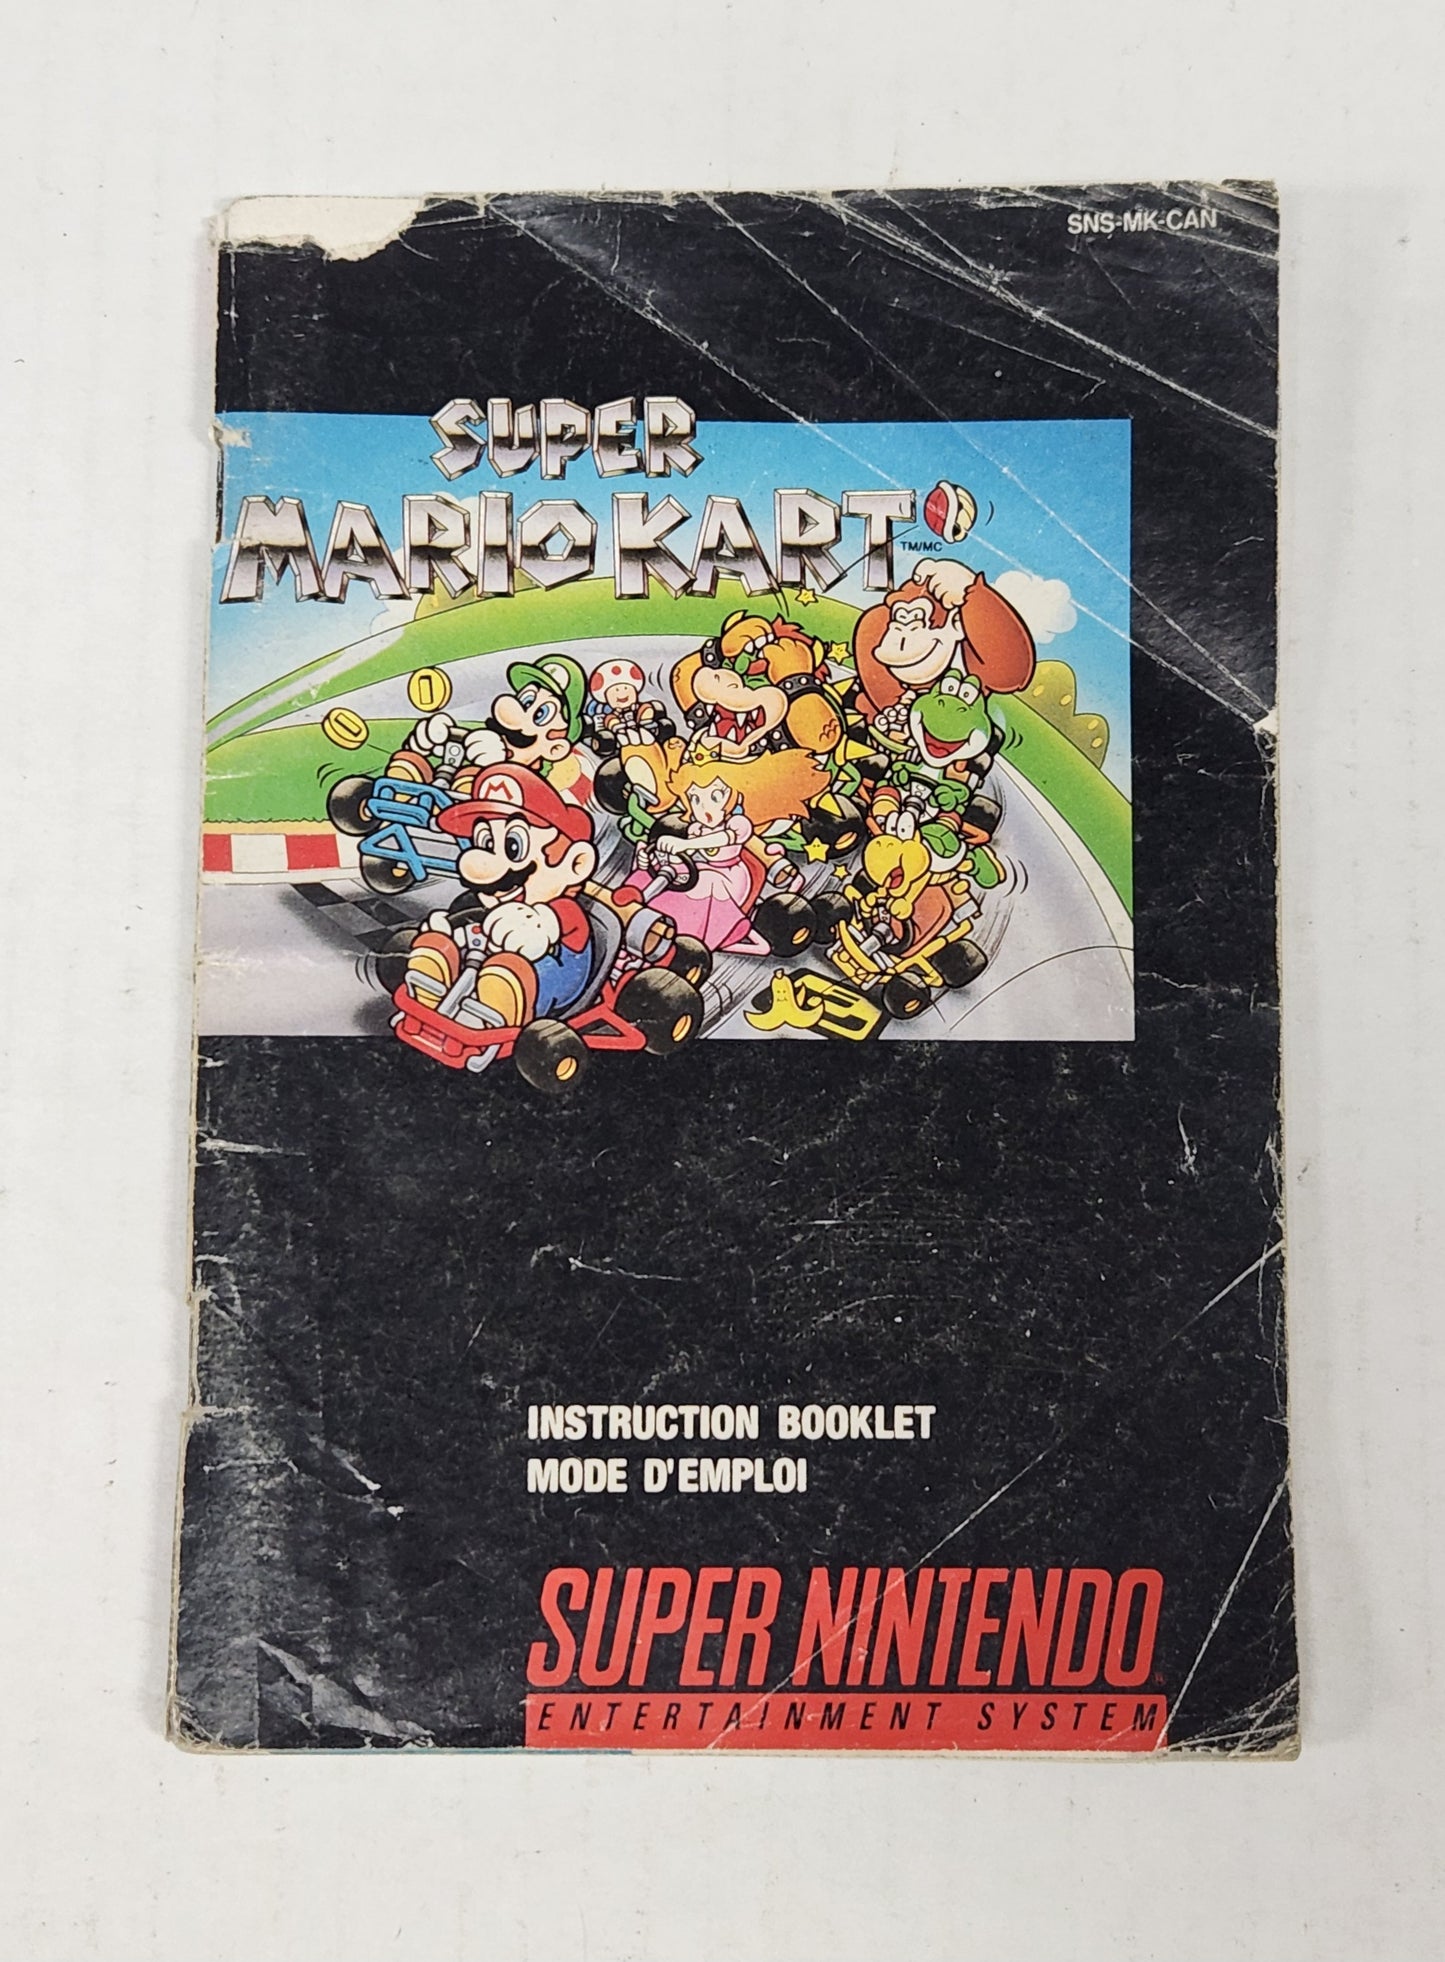 SNS-MK-CAN
SUPER
MARIO KART
TM/MC
INSTRUCTION BOOKLET
MODE D'EMPLOI
SUPER NINTENDO
ENTERTAINMENT SYSTEM